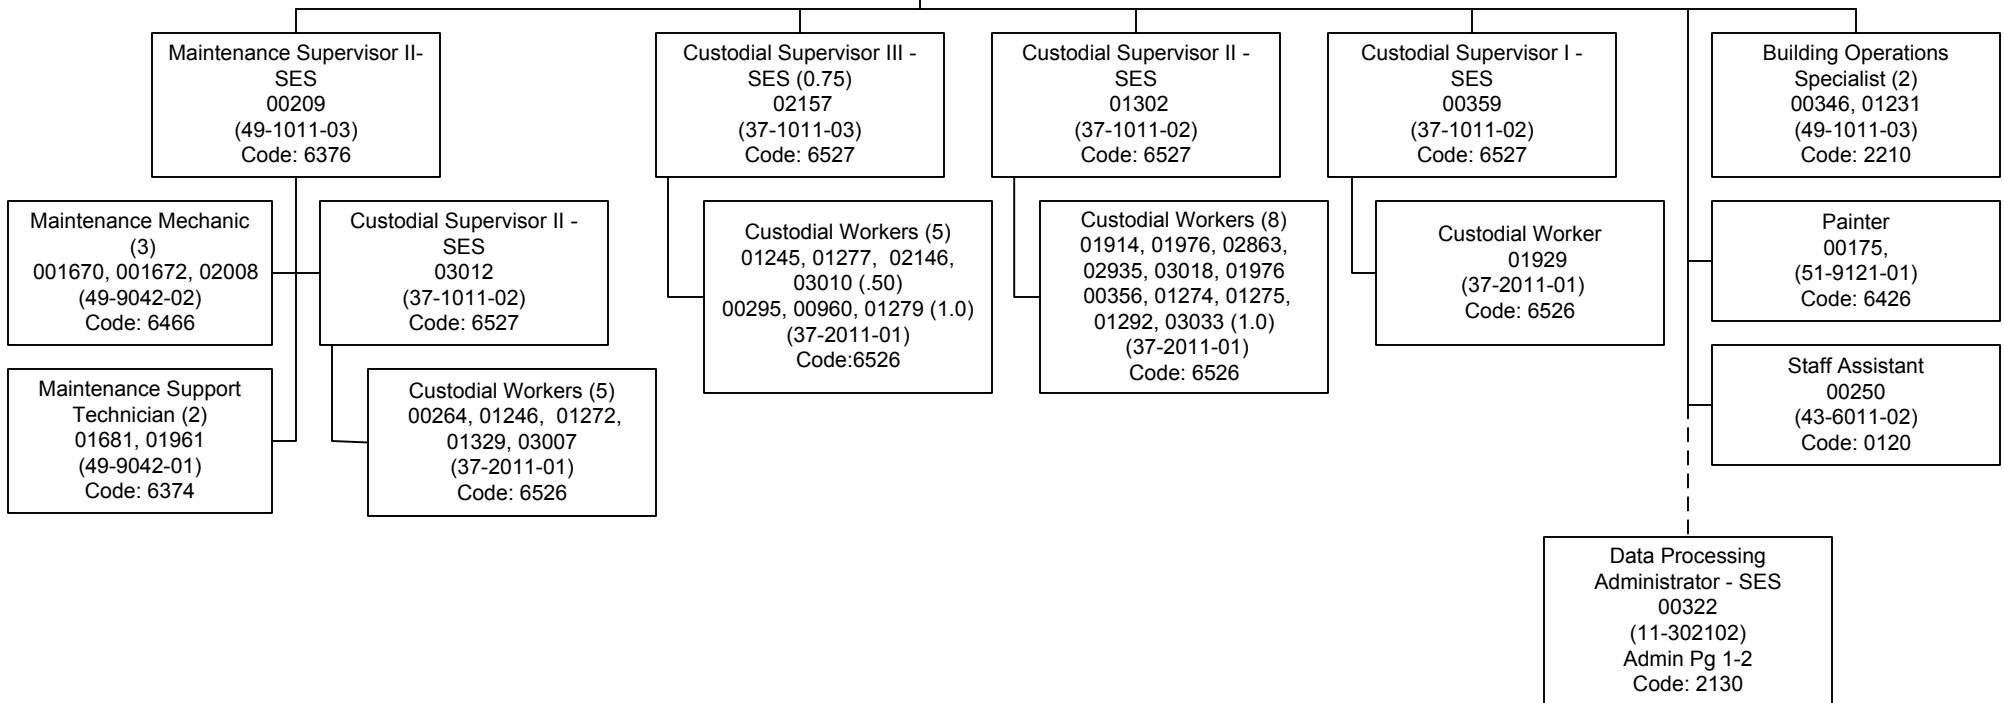 Maintenance Supervisor II-
SES
00209
(49-1011-03)
Code: 6376
Custodial Supervisor III -
SES (0.75)
02157
(37-1011-03)
Code: 6527
Custodial Supervisor II -
SES
01302
(37-1011-02)
Code: 6527
Custodial Supervisor I -
SES
00359
(37-1011-02)
Code: 6527
Building Operations
Specialist (2)
00346, 01231
(49-1011-03)
Code: 2210
Maintenance Mechanic
(3)
001670, 001672, 02008
(49-9042-02)
Code: 6466
Custodial Supervisor II -
SES
03012
(37-1011-02)
Code: 6527
Custodial Workers (5)
01245, 01277, 02146,
03010 (.50)
00295, 00960, 01279 (1.0)
(37-2011-01)
Code:6526
Custodial Workers (8)
01914, 01976, 02863,
02935, 03018, 01976
00356, 01274, 01275,
01292, 03033 (1.0)
(37-2011-01)
Code: 6526
Custodial Worker
01929
(37-2011-01)
Code: 6526
Painter
00175,
(51-9121-01)
Code: 6426
Maintenance Support
Technician (2)
01681, 01961
(49-9042-01)
Code: 6374
Custodial Workers (5)
00264, 01246, 01272,
01329, 03007
(37-2011-01)
Code: 6526
Staff Assistant
00250
(43-6011-02)
Code: 0120
Data Processing
Administrator - SES
00322
(11-302102)
Admin Pg 1-2
Code: 2130